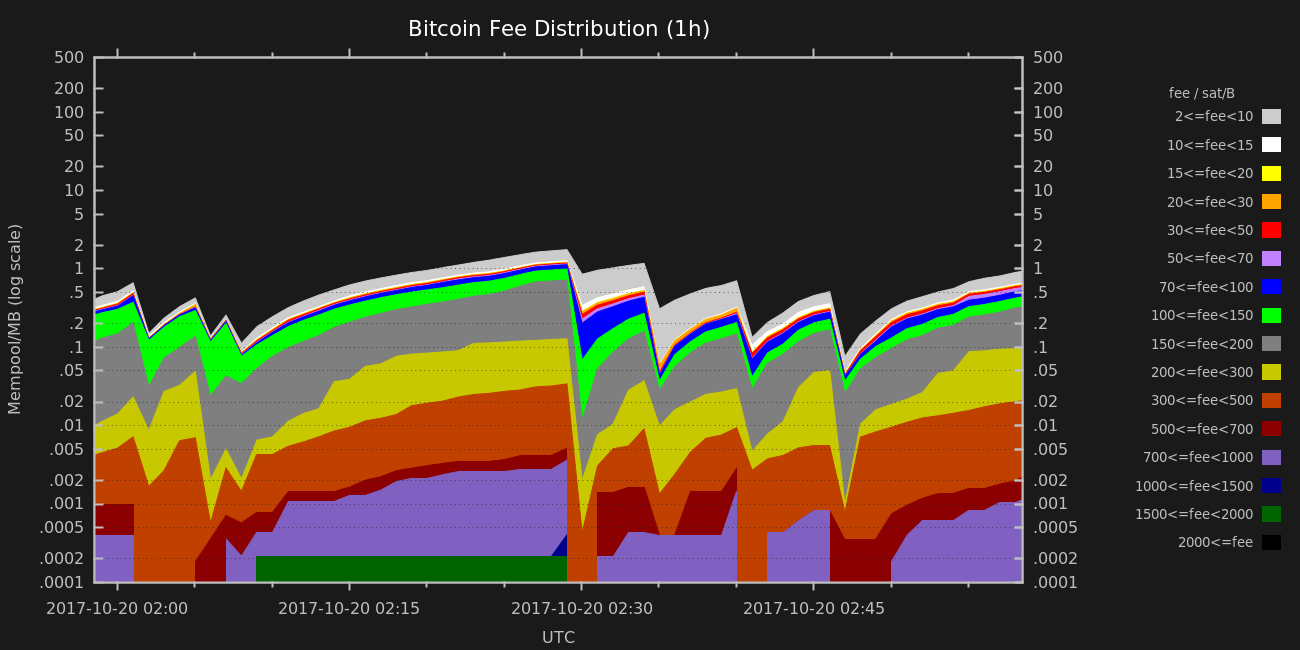 Bitcoin Fee Distribution (1h)
Mempool/MB (log scale)
500
200
100
50
20
10
5
2
1
.5
.2
.1
.05
.02
.01
.005
.002
.001
.0005
.0002
.0001
500
200
100
50
20
10
5
2
1
.5
.2
.1
.05
.02
.01
.005
.002
.001
.0005
.0002
.0001
2017-10-20 02:00
2017-10-20 02:15
2017-10-20 02:30
2017-10-20 02:45
UTC
fee / sat/B
2<=fee<10
10<=fee<15
15<=fee<20
20<=fee<30
30<=fee<50
50<=fee<70
70<=fee<100
100<=fee<150
150<=fee<200
200<=fee<300
300<=fee<500
500<=fee<700
700<=fee<1000
1000<=fee<1500
1500<=fee<2000
2000<=fee